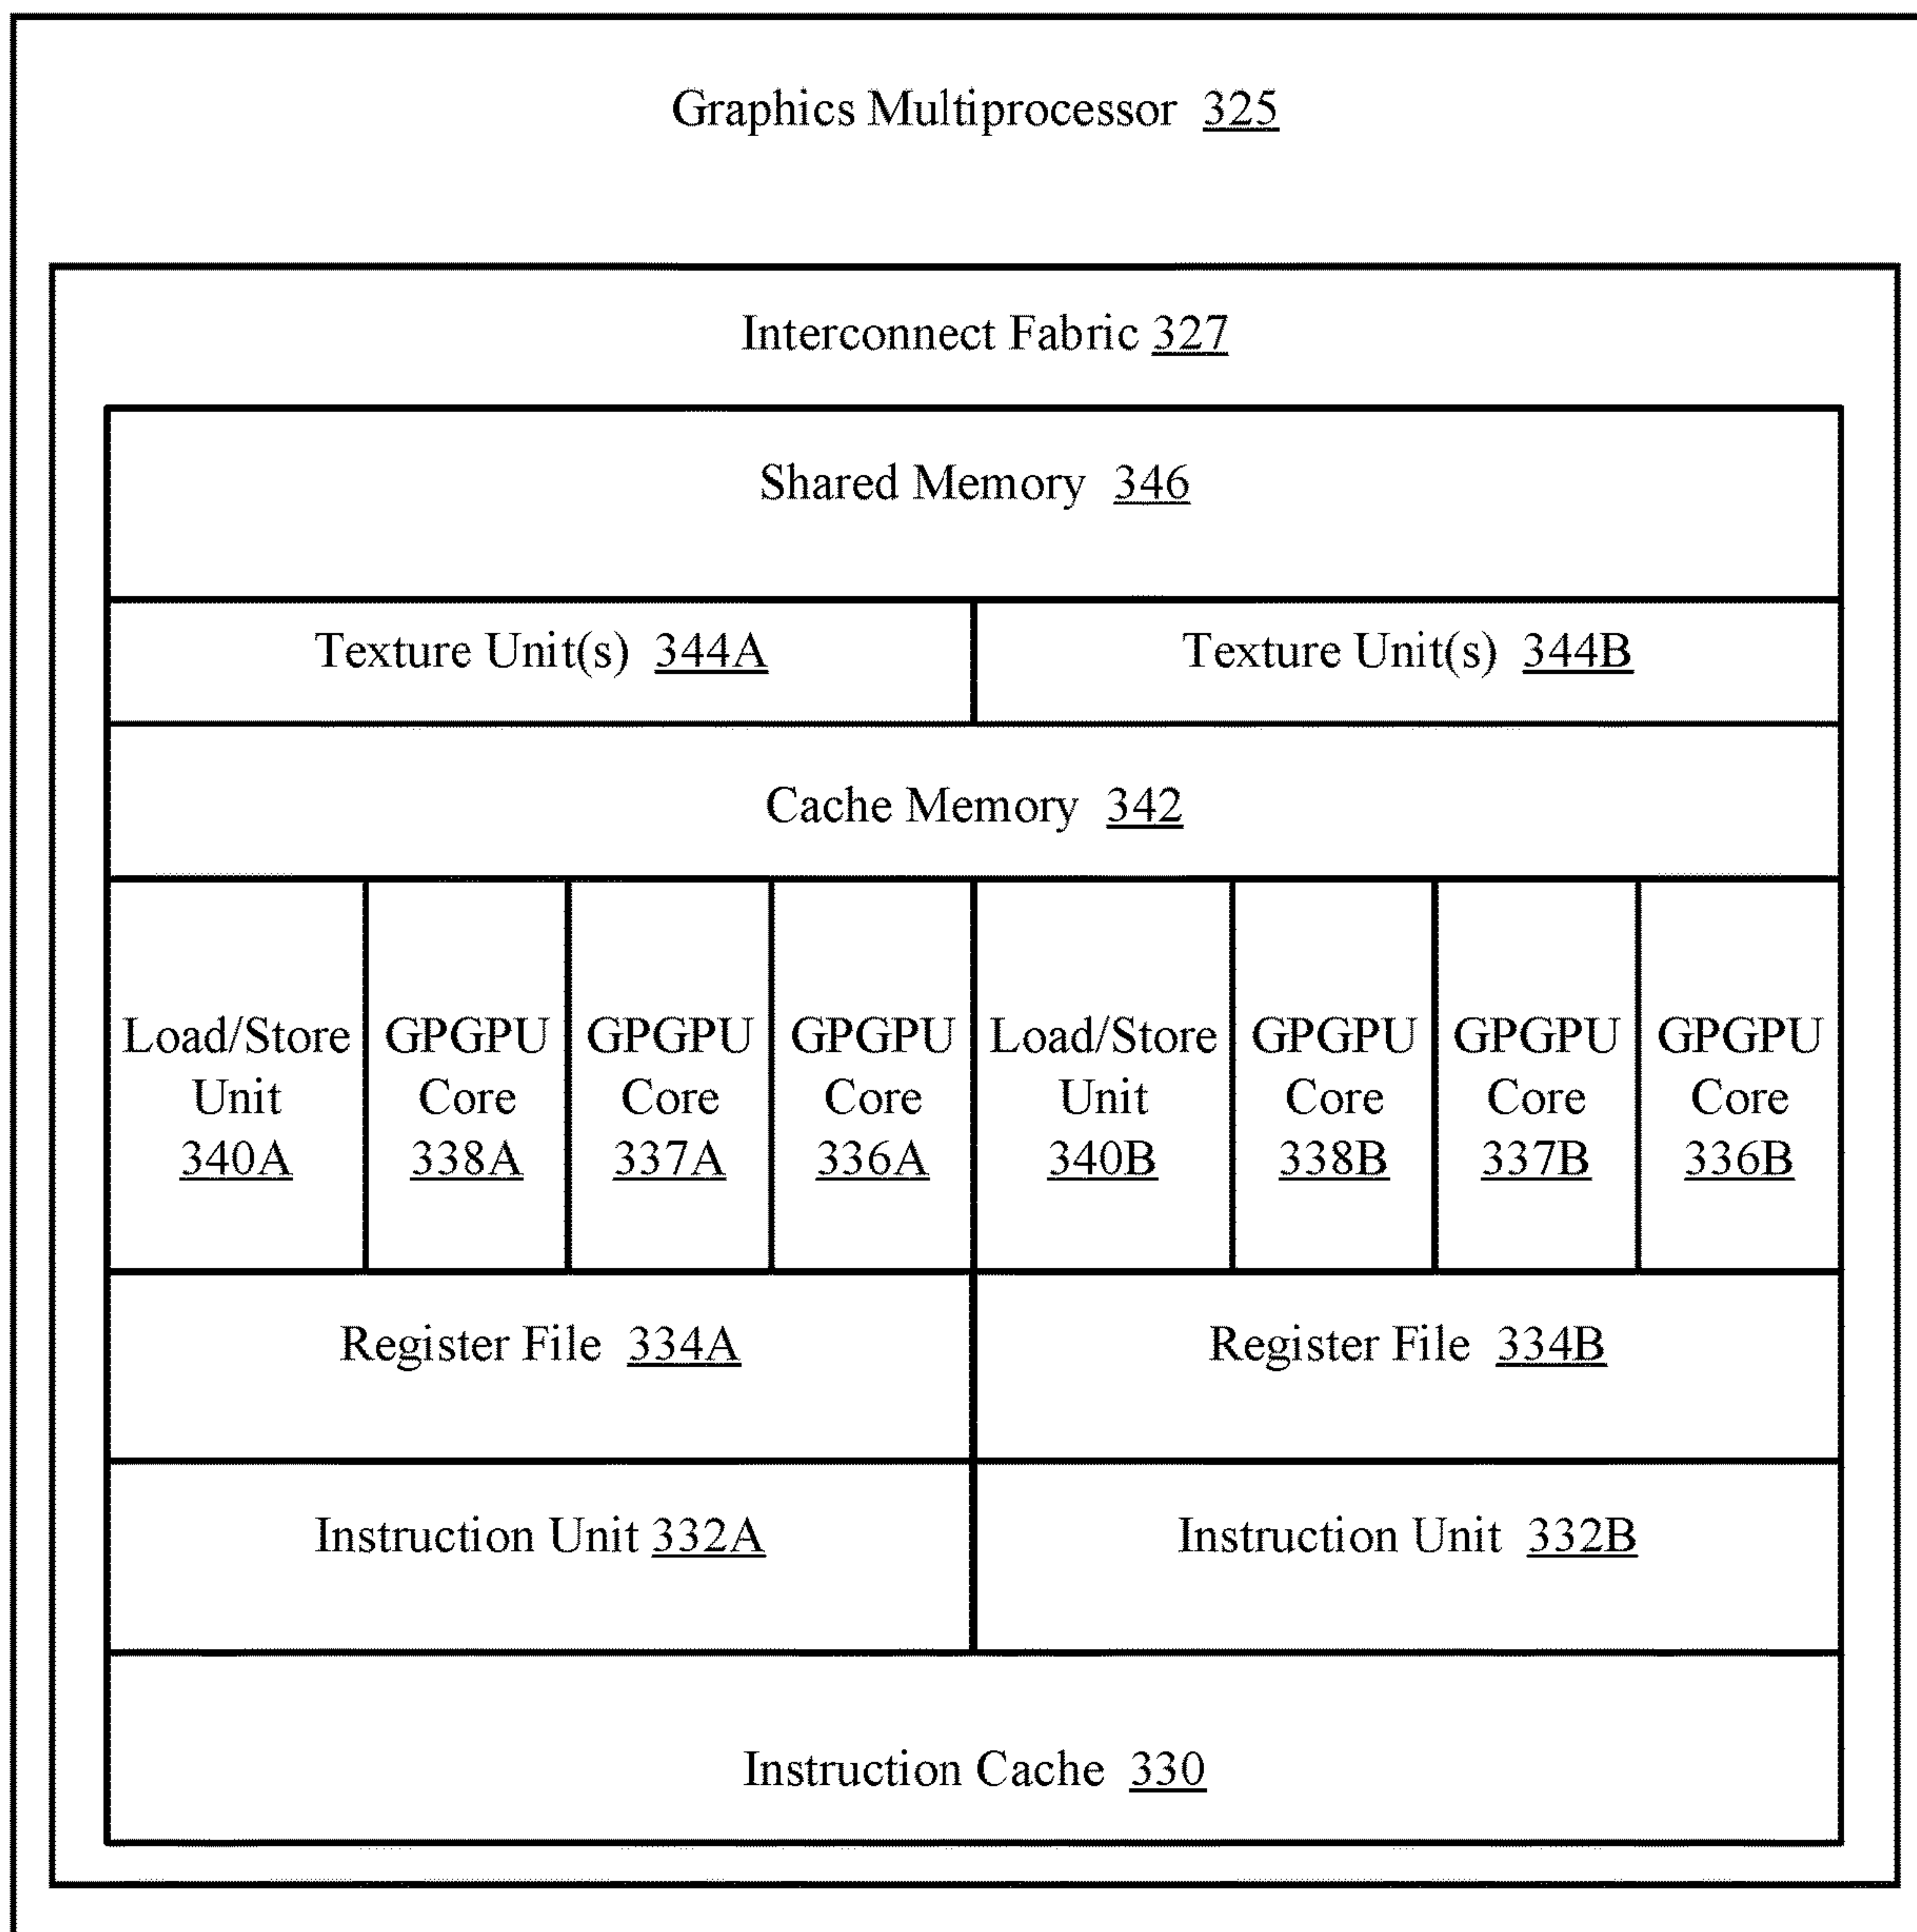 Graphics Multiprocessor 325
Interconnect Fabric 327
Shared Memory 346
Texture Unit(s) 344A
Texture Unit(s) 344B
Cache Memory 342
Load/Store
Unit
340A
GPGPU
Core
338A
GPGPU
Core
337A
GPGPU
Core
336A
Load/Store
Unit
340B
GPGPU
Core
338B
GPGPU
Core
337B
GPGPU
Core
336B
Register File 334A
Register File 334B
Instruction Unit 332A
Instruction Unit 332B
Instruction Cache 330